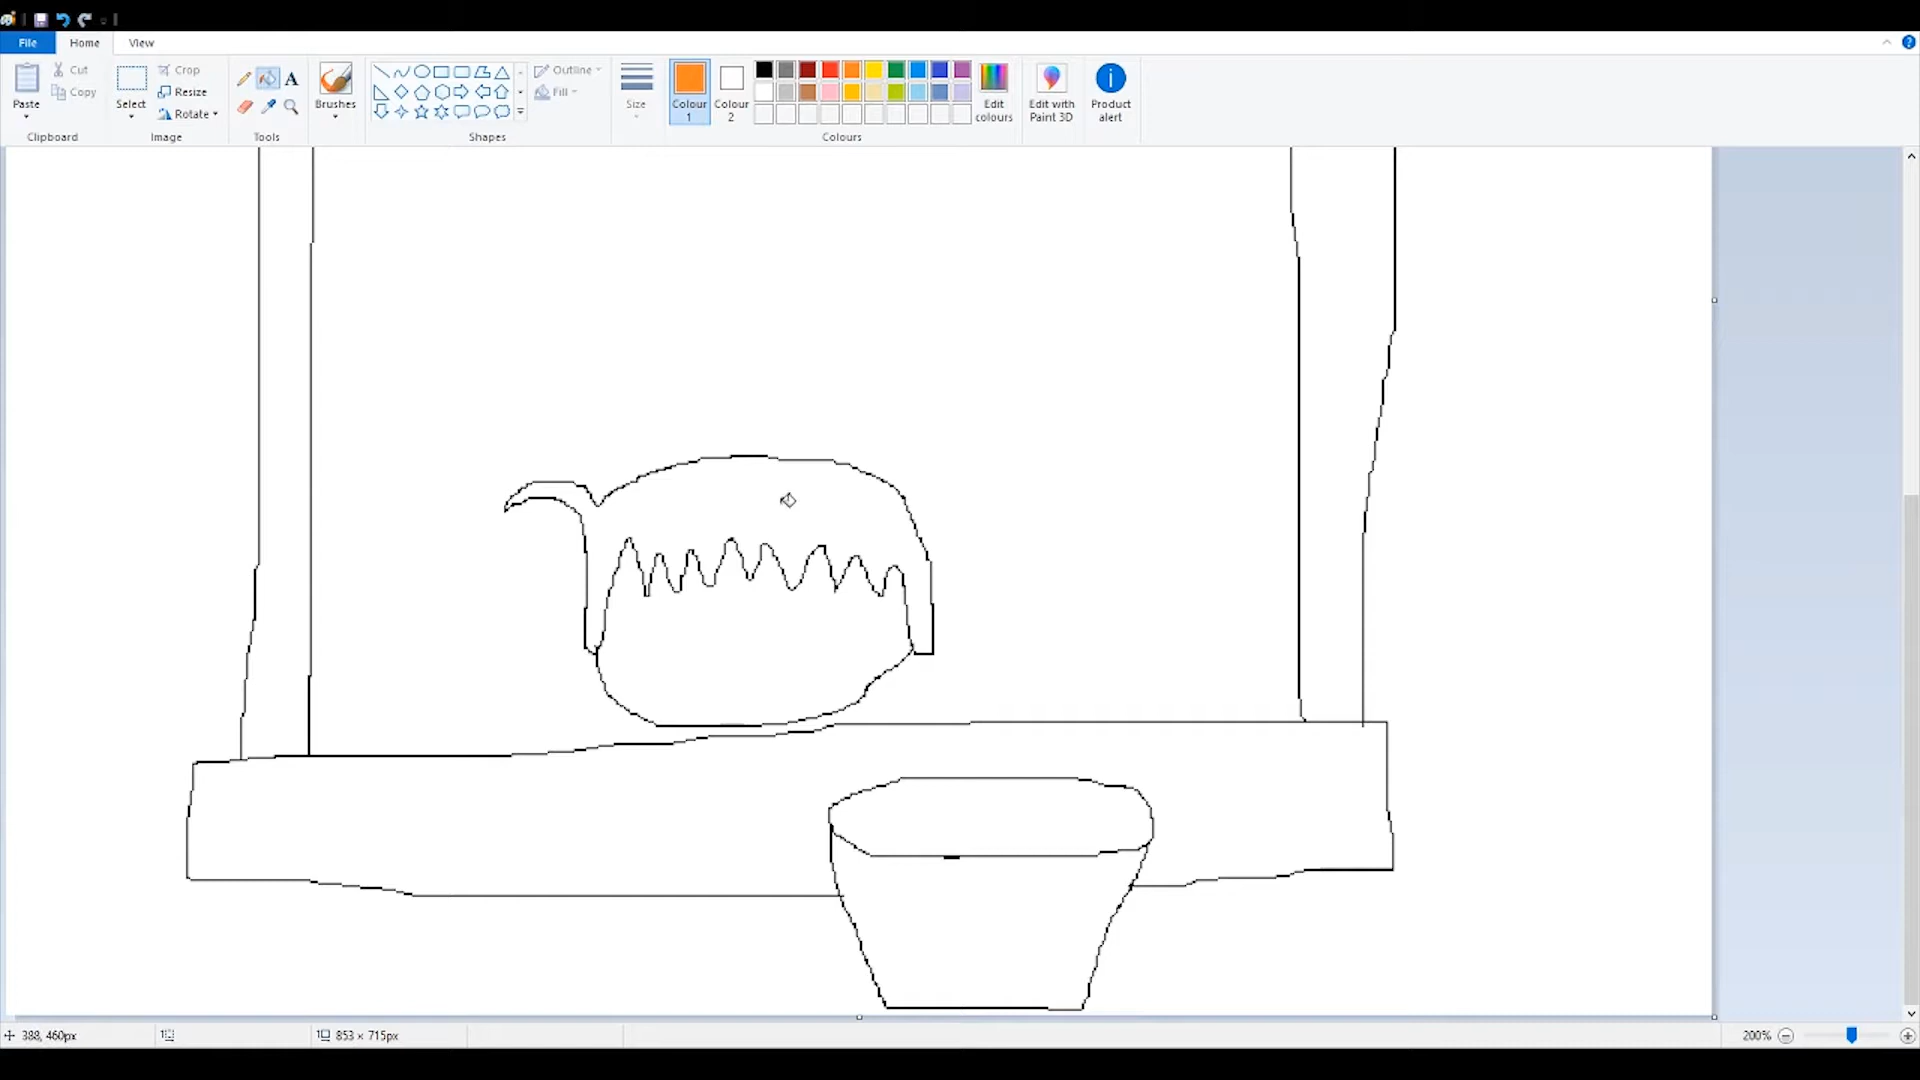 File Home View
Paste Cut Copy Clipboard
Select Crop Resize Rotate Image
A Tools
Brushes
Shapes
Outline Fill
Size
Colour 1
Colour 2
Edit colours
Colours
Edit with Paint 3D
Product alert
388, 460px 853 × 715px 200%